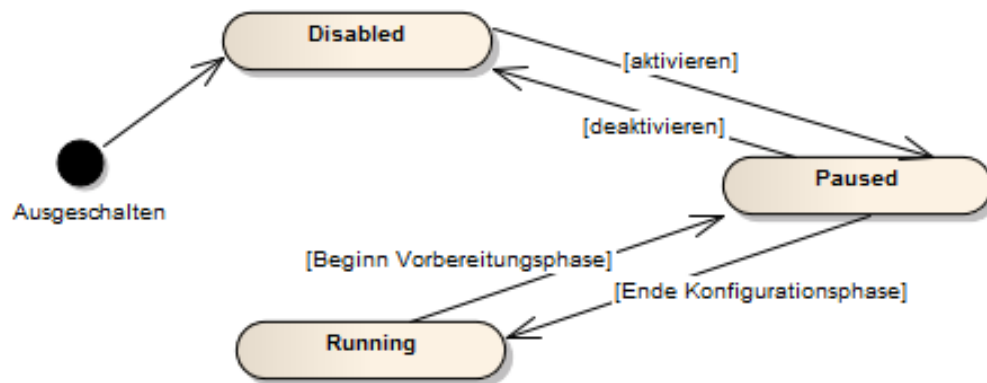 Disabled
[aktivieren]
[deaktivieren]
Paused
Ausgeschalten
[Beginn Vorbereitungsphase]
[Ende Konfigurationsphase]
Running